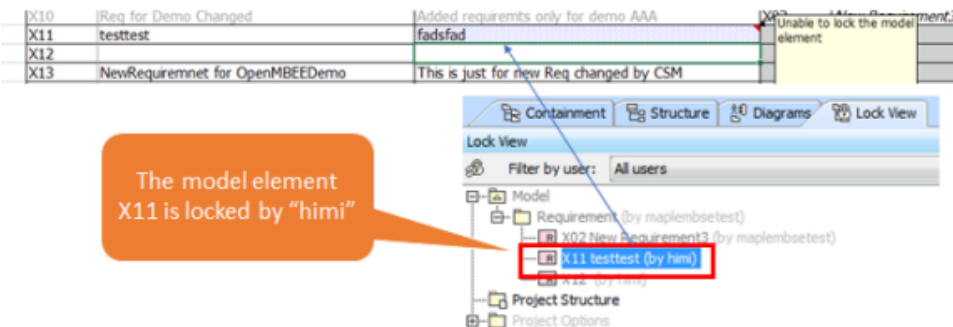 X10 Req for Demo Changed Added requiremts only for demo AAA X02 New Requirement3
Unable to lock the model
element
X11 testtest fadsfad
X12
X13 NewRequiremnet for OpenMBEEDemo This is just for new Req changed by CSM
Containment Structure Diagrams Lock View
Lock View
Filter by user: All users
Model
Requirement (by maplembsetest)
X02 New Requirement3 (by maplembsetest)
X11 testtest (by himi)
X12 (by himi)
Project Structure
Project Options
The model element
X11 is locked by “himi”